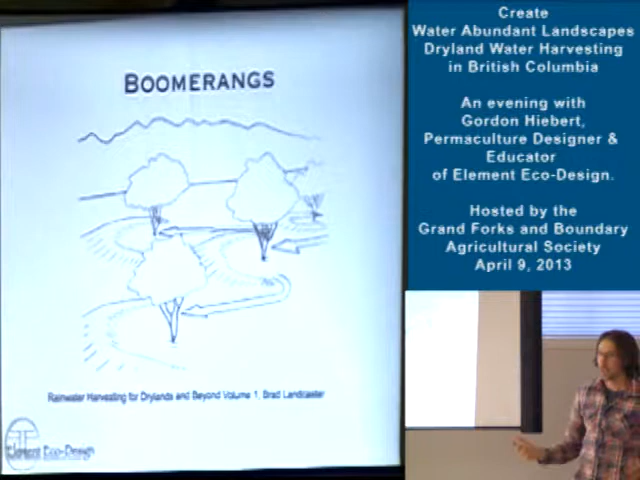 BOOMERANGS
Rainwater Harvesting for Drylands and Beyond Volume 1, Brad Landcaster
Element Eco-Design
Create
Water Abundant Landscapes
Dryland Water Harvesting
in British Columbia
An evening with
Gordon Hiebert,
Permaculture Designer &
Educator
of Element Eco-Design.
Hosted by the
Grand Forks and Boundary
Agricultural Society
April 9, 2013